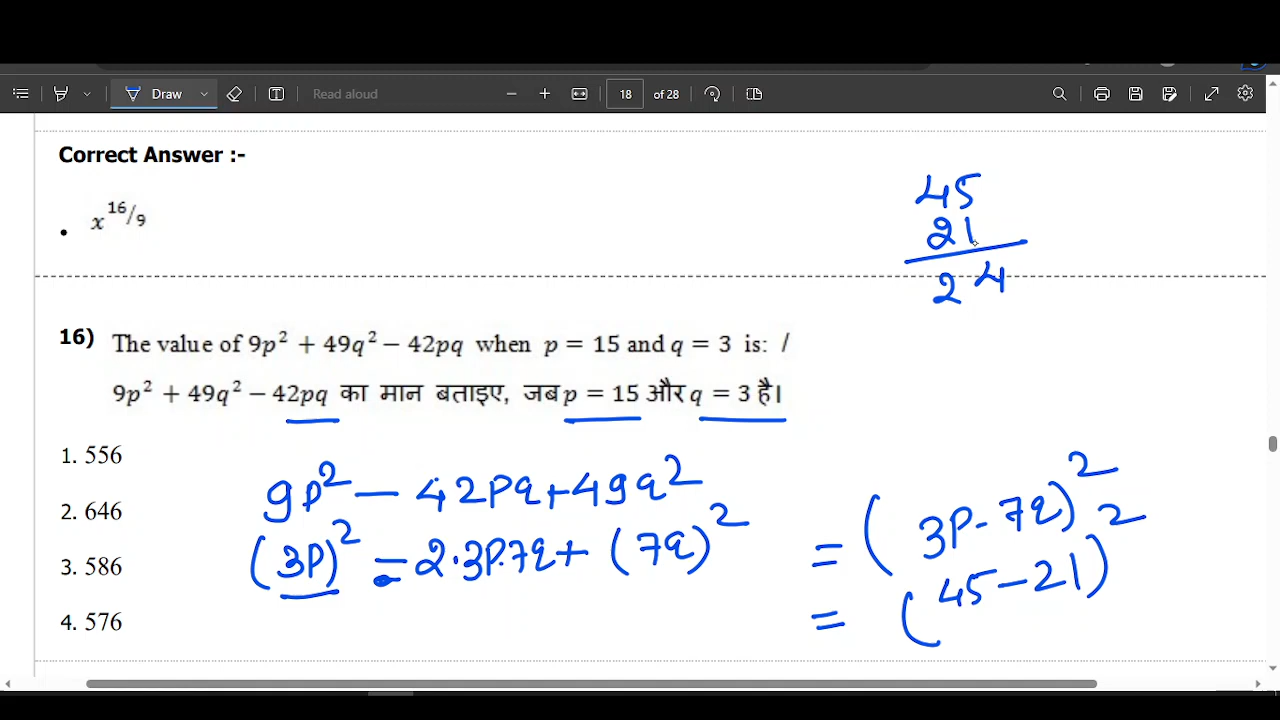 Draw Read aloud 18 of 28
Correct Answer :-
• x^16/9
45
21
24
16) The value of 9p² + 49q² − 42pq when p = 15 and q = 3 is: /
9p² + 49q² − 42pq का मान बताइए, जब p = 15 और q = 3 है।
1. 556
2. 646
3. 586
4. 576
9p² − 42pq + 49q²
(3p)² = 2·3p·7q + (7q)²
= (3p - 7q)²
= (45 − 21)²